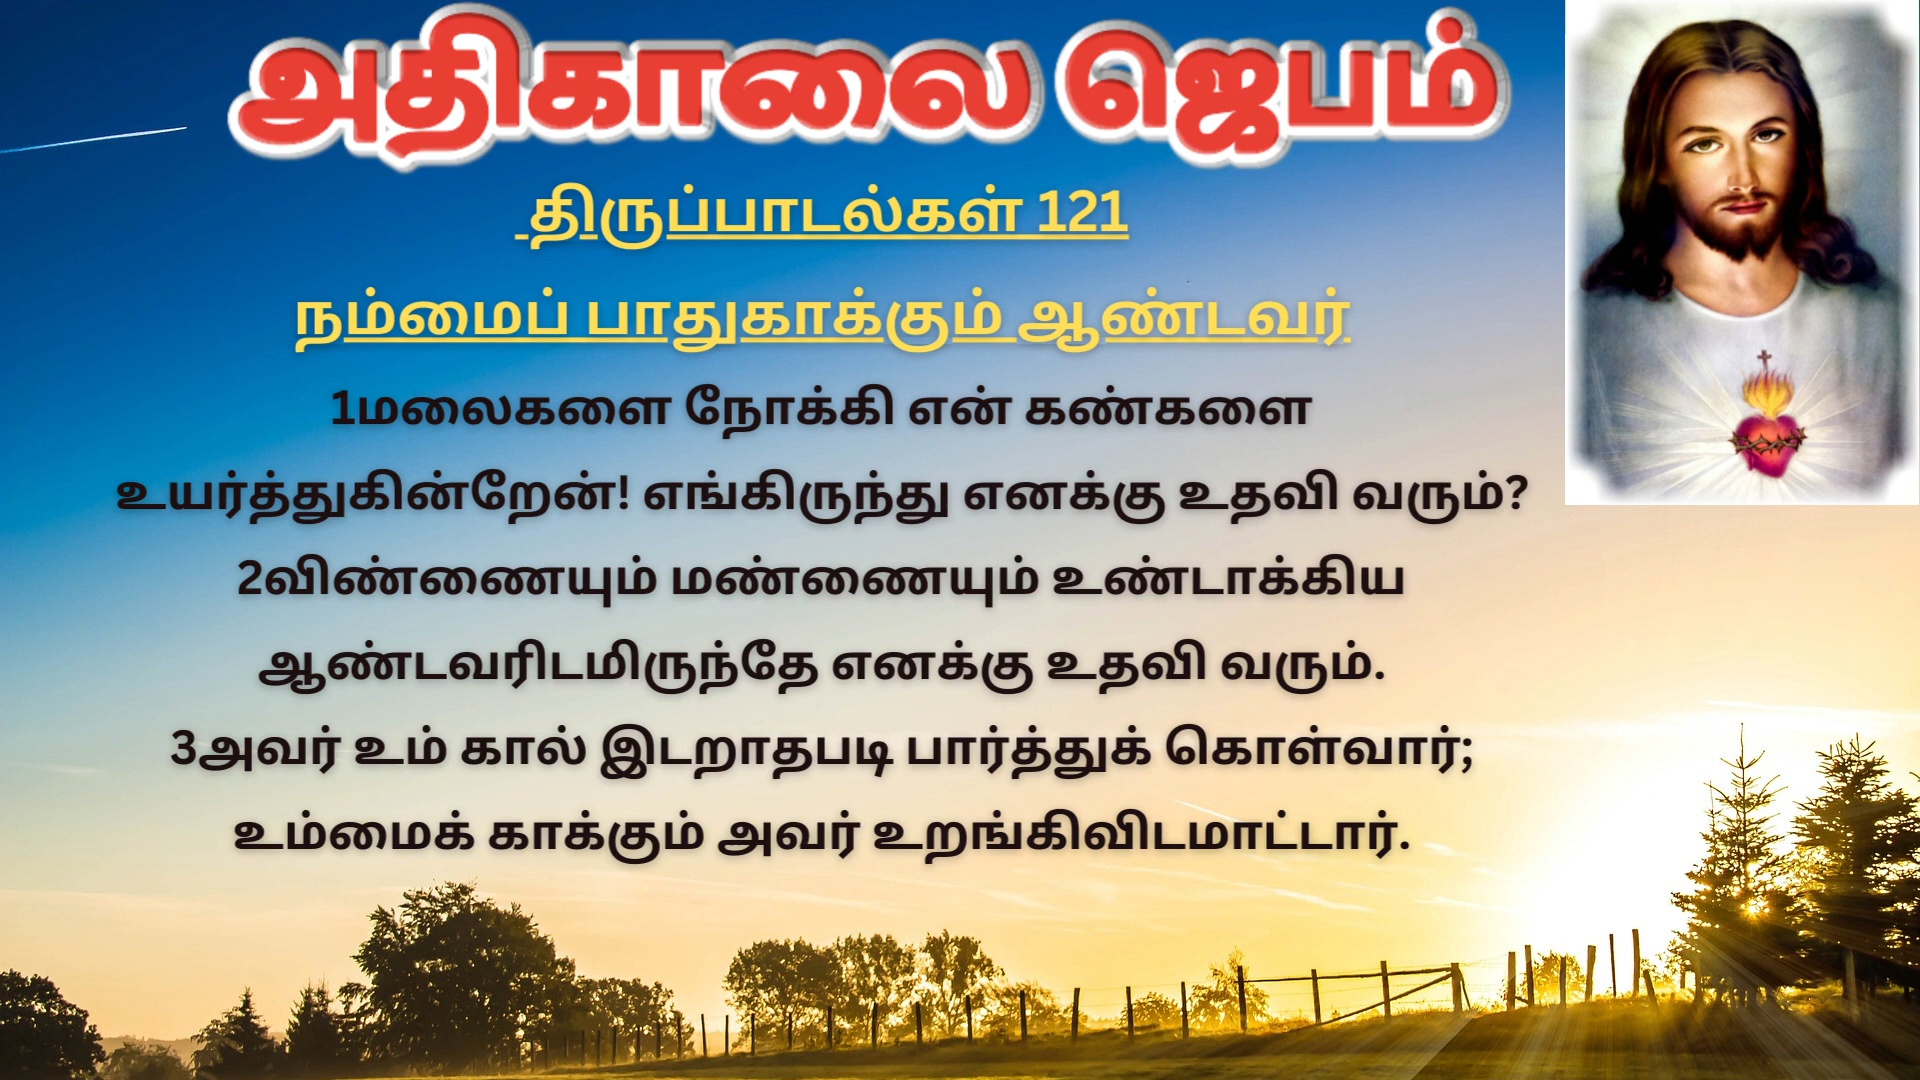 அதிகாலை ஜெபம்
திருப்பாடல்கள் 121
நம்மைப் பாதுகாக்கும் ஆண்டவர்
1மலைகளை நோக்கி என் கண்களை
உயர்த்துகின்றேன்! எங்கிருந்து எனக்கு உதவி வரும்?
2விண்ணையும் மண்ணையும் உண்டாக்கிய
ஆண்டவரிடமிருந்தே எனக்கு உதவி வரும்.
3அவர் உம் கால் இடறாதபடி பார்த்துக் கொள்வார்;
உம்மைக் காக்கும் அவர் உறங்கிவிடமாட்டார்.